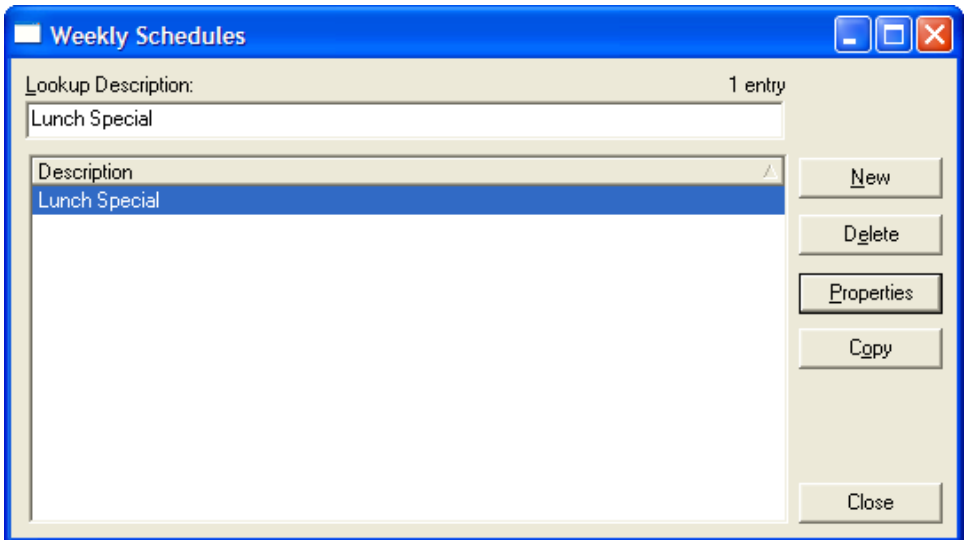 Weekly Schedules
Lookup Description: 1 entry
Lunch Special
Description
Lunch Special
New
Delete
Properties
Copy
Close